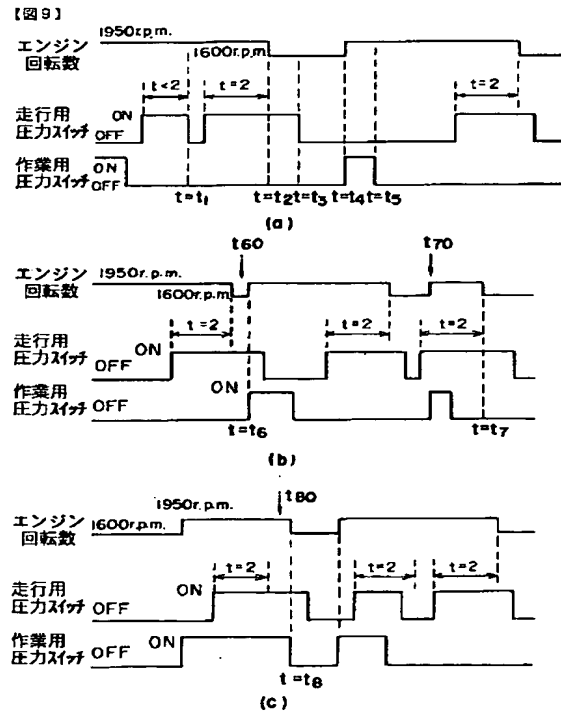 【図9】
1950r.p.m.
エンジン
回転数
1600r.p.m.
t<2
t=2
t=2
走行用
圧力スイッチ
ON
OFF
作業用
圧力スイッチ
ON
OFF
t=t1
t=t2
t=t3
t=t4
t=t5
(a)
t60
t70
エンジン
回転数
1950r.p.m.
1600r.p.m.
t=2
t=2
t=2
走行用
圧力スイッチ
ON
OFF
作業用
圧力スイッチ
ON
OFF
t=t6
t=t7
(b)
1950r.p.m.
t80
エンジン
回転数
1600r.p.m.
t=2
t=2
t=2
走行用
圧力スイッチ
ON
OFF
作業用
圧力スイッチ
ON
OFF
t=t8
(c)